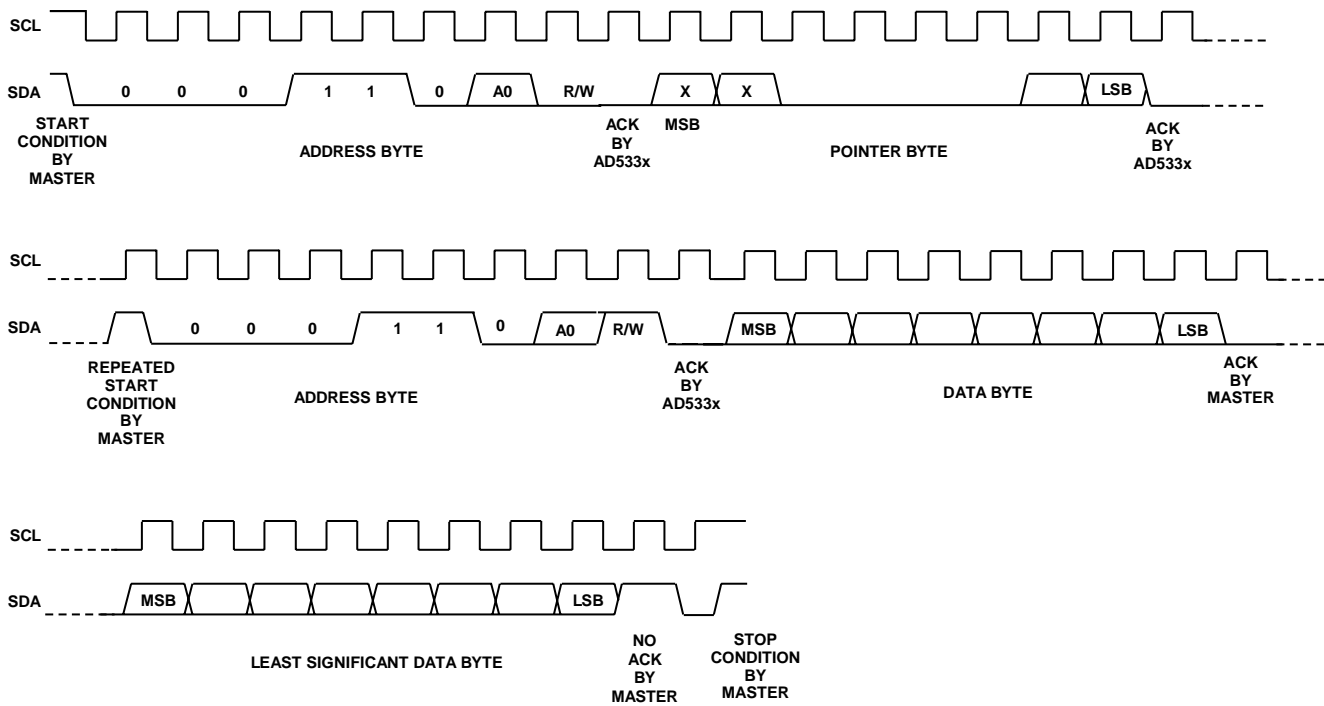 SCL
SDA 0 0 0 1 1 0 A0 R/W X X LSB
START
CONDITION
BY
MASTER
ADDRESS BYTE
ACK
BY
AD533x
MSB
POINTER BYTE
ACK
BY
AD533x
SCL
SDA 0 0 0 1 1 0 A0 R/W MSB LSB
REPEATED
START
CONDITION
BY
MASTER
ADDRESS BYTE
ACK
BY
AD533x
DATA BYTE
ACK
BY
MASTER
SCL
SDA MSB LSB
LEAST SIGNIFICANT DATA BYTE
NO
ACK
BY
MASTER
STOP
CONDITION
BY
MASTER